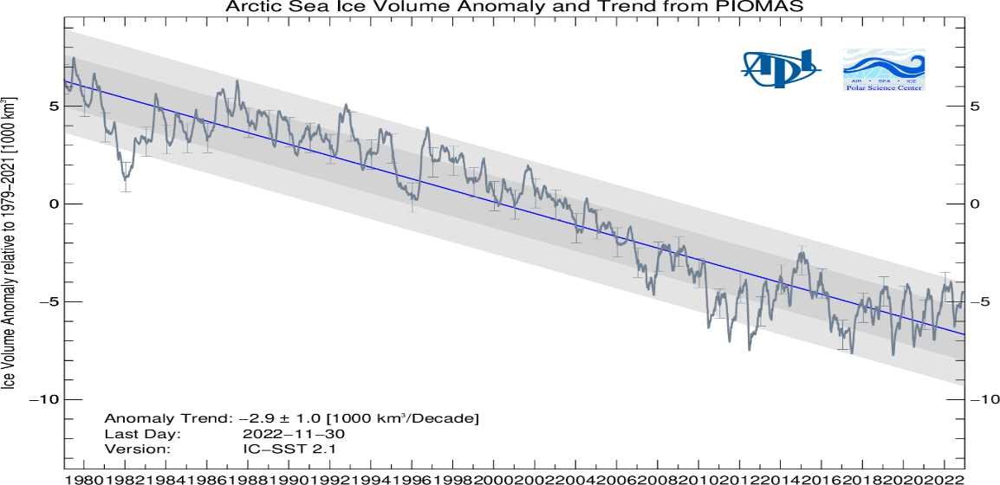 Arctic Sea Ice Volume Anomaly and Trend from PIOMAS
Ice Volume Anomaly relative to 1979−2021 [1000 km³]
5
0
−5
−10
5
0
−5
−10
APL
AIR • SEA • ICE
Polar Science Center
Anomaly Trend: −2.9 ± 1.0 [1000 km³/Decade]
Last Day: 2022−11−30
Version: IC−SST 2.1
1980 1982 1984 1986 1988 1990 1992 1994 1996 1998 2000 2002 2004 2006 2008 2010 2012 2014 2016 2018 2020 2022